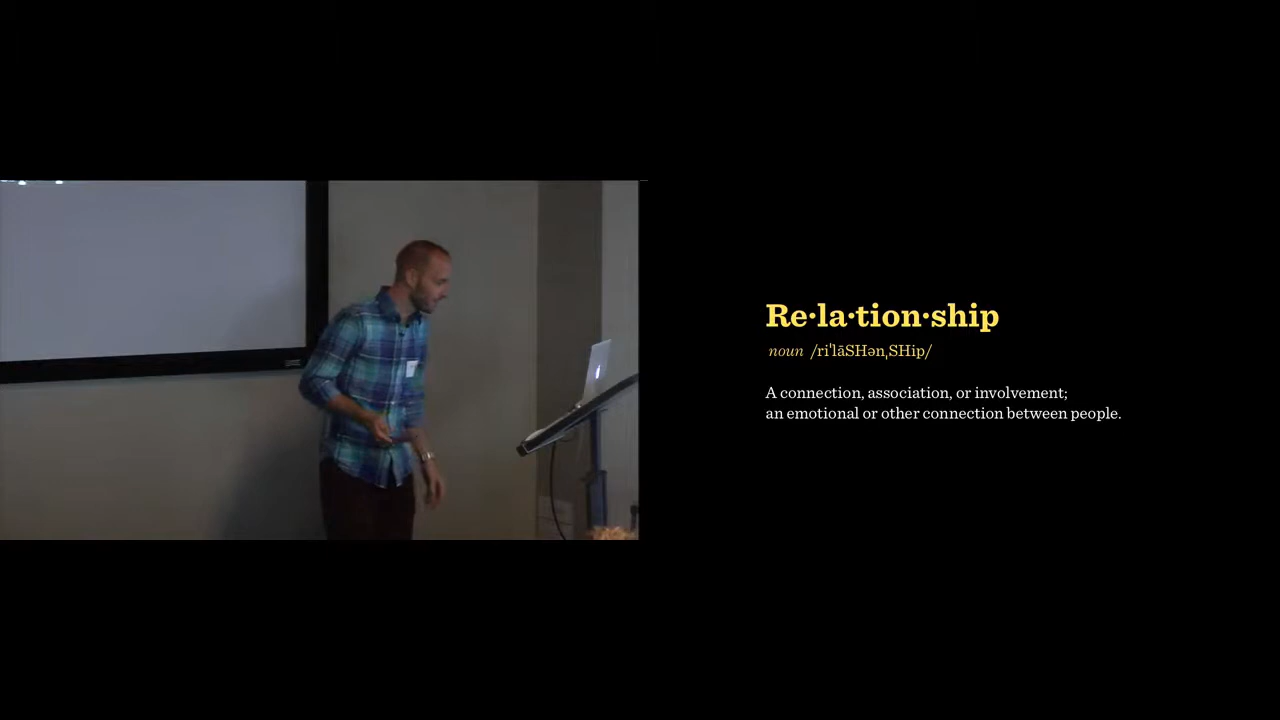 Re·la·tion·ship
noun /riˈlāSHənˌSHip/
A connection, association, or involvement;
an emotional or other connection between people.